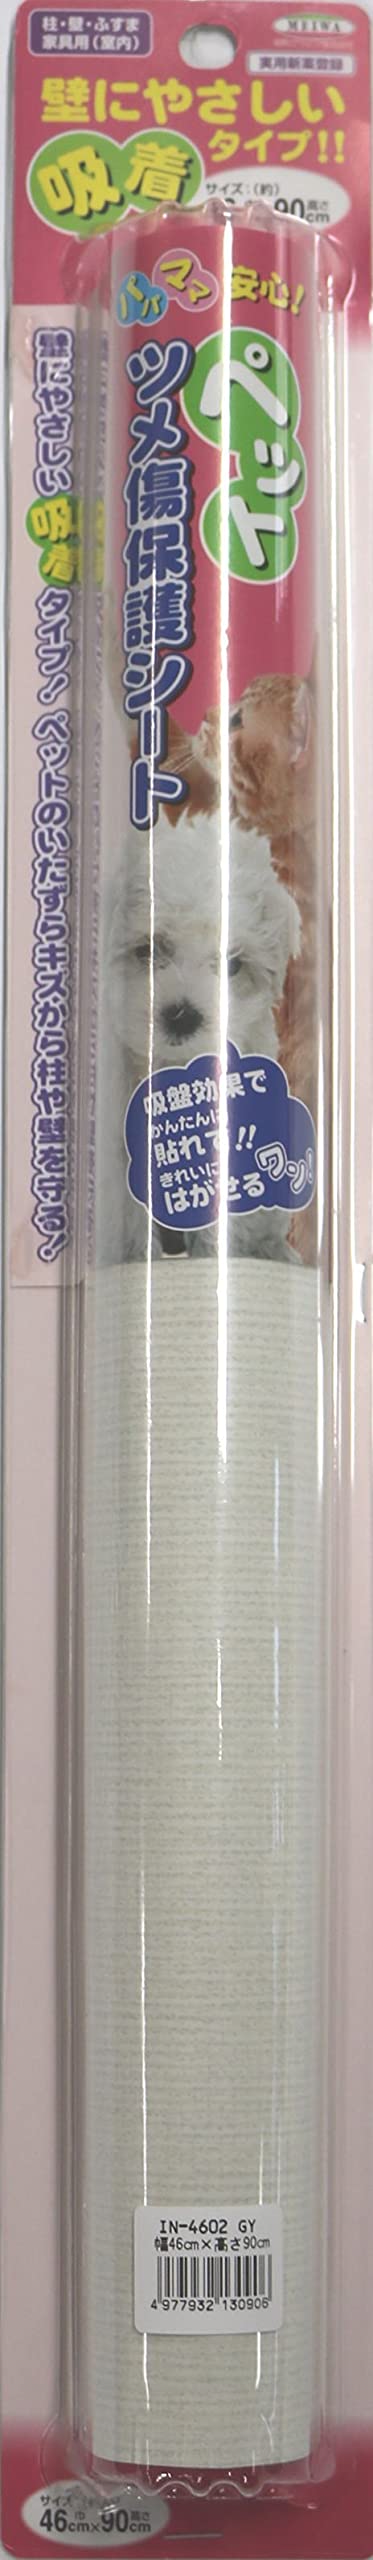 柱・壁・ふすま
家具用(室内)
MEIWA
実用新案登録
壁にやさしい
吸着
タイプ!!
サイズ:(約)
90cm
高さ
パパママ安心!
ペット
ツメ傷保護シート
壁にやさしい吸着タイプ!ペットのいたずらキズから柱や壁を守る!
吸盤効果で
かんたんに
貼れて!!
きれいに
はがせる
ワン!
IN-4602 GY
幅46cm×高さ90cm
4 977932 130906
サイズ
46cm×90cm
巾
高さ